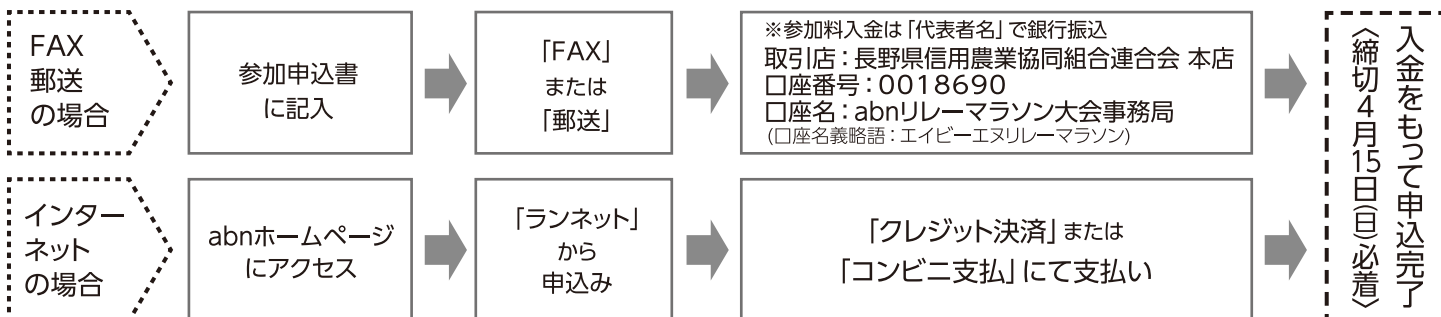 FAX
郵送
の場合
参加申込書
に記入
「FAX」
または
「郵送」
※参加料入金は「代表者名」で銀行振込
取引店：長野県信用農業協同組合連合会 本店
口座番号：0018690
口座名：abnリレーマラソン大会事務局
(口座名義略語：エイビーエヌリレーマラソン)
インター
ネット
の場合
abnホームページ
にアクセス
「ランネット」
から
申込み
「クレジット決済」または
「コンビニ支払」にて支払い
入金をもって申込完了
〈締切4月15日(日)必着〉